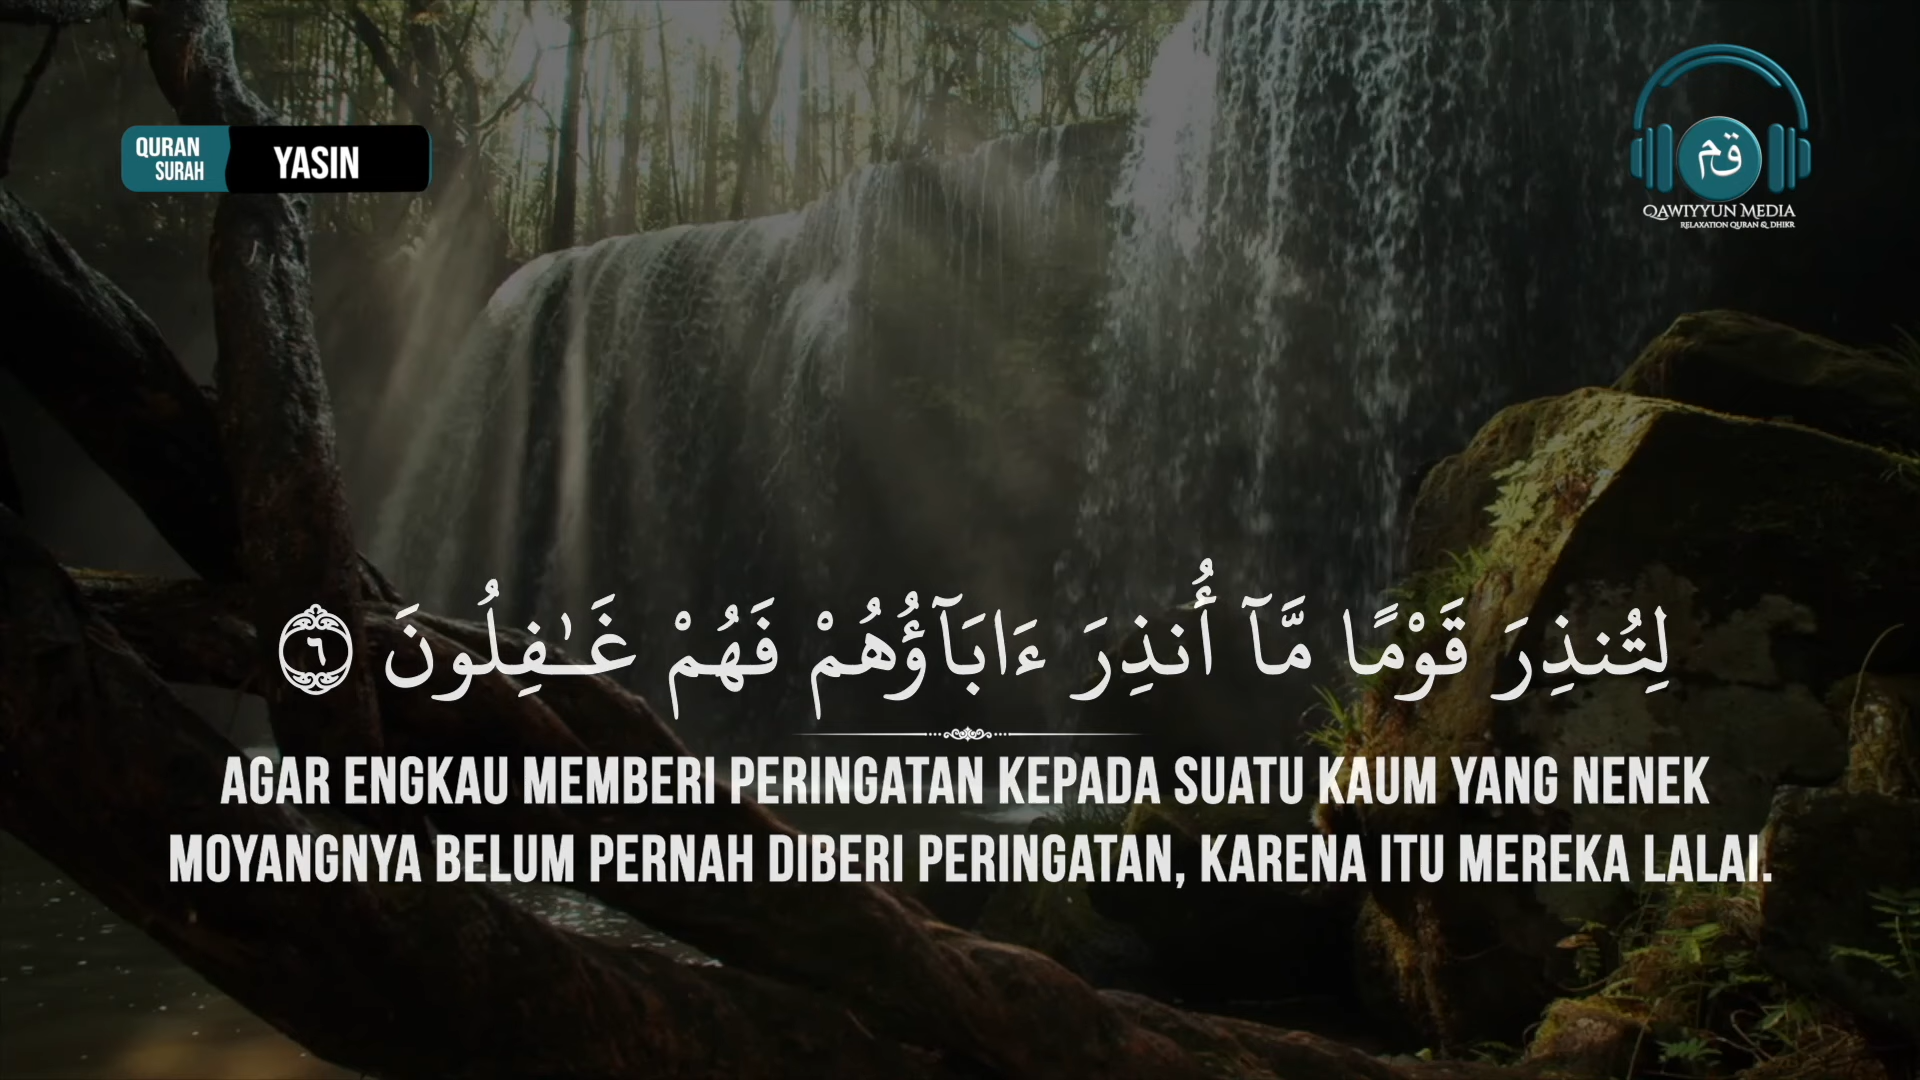 QURAN
SURAH
YASIN
قم
QAWIYYUN MEDIA
RELAXATION QURAN & DHIKR
لِتُنذِرَ قَوْمًا مَّآ أُنذِرَ ءَابَآؤُهُمْ فَهُمْ غَـٰفِلُونَ ٦
AGAR ENGKAU MEMBERI PERINGATAN KEPADA SUATU KAUM YANG NENEK
MOYANGNYA BELUM PERNAH DIBERI PERINGATAN, KARENA ITU MEREKA LALAI.